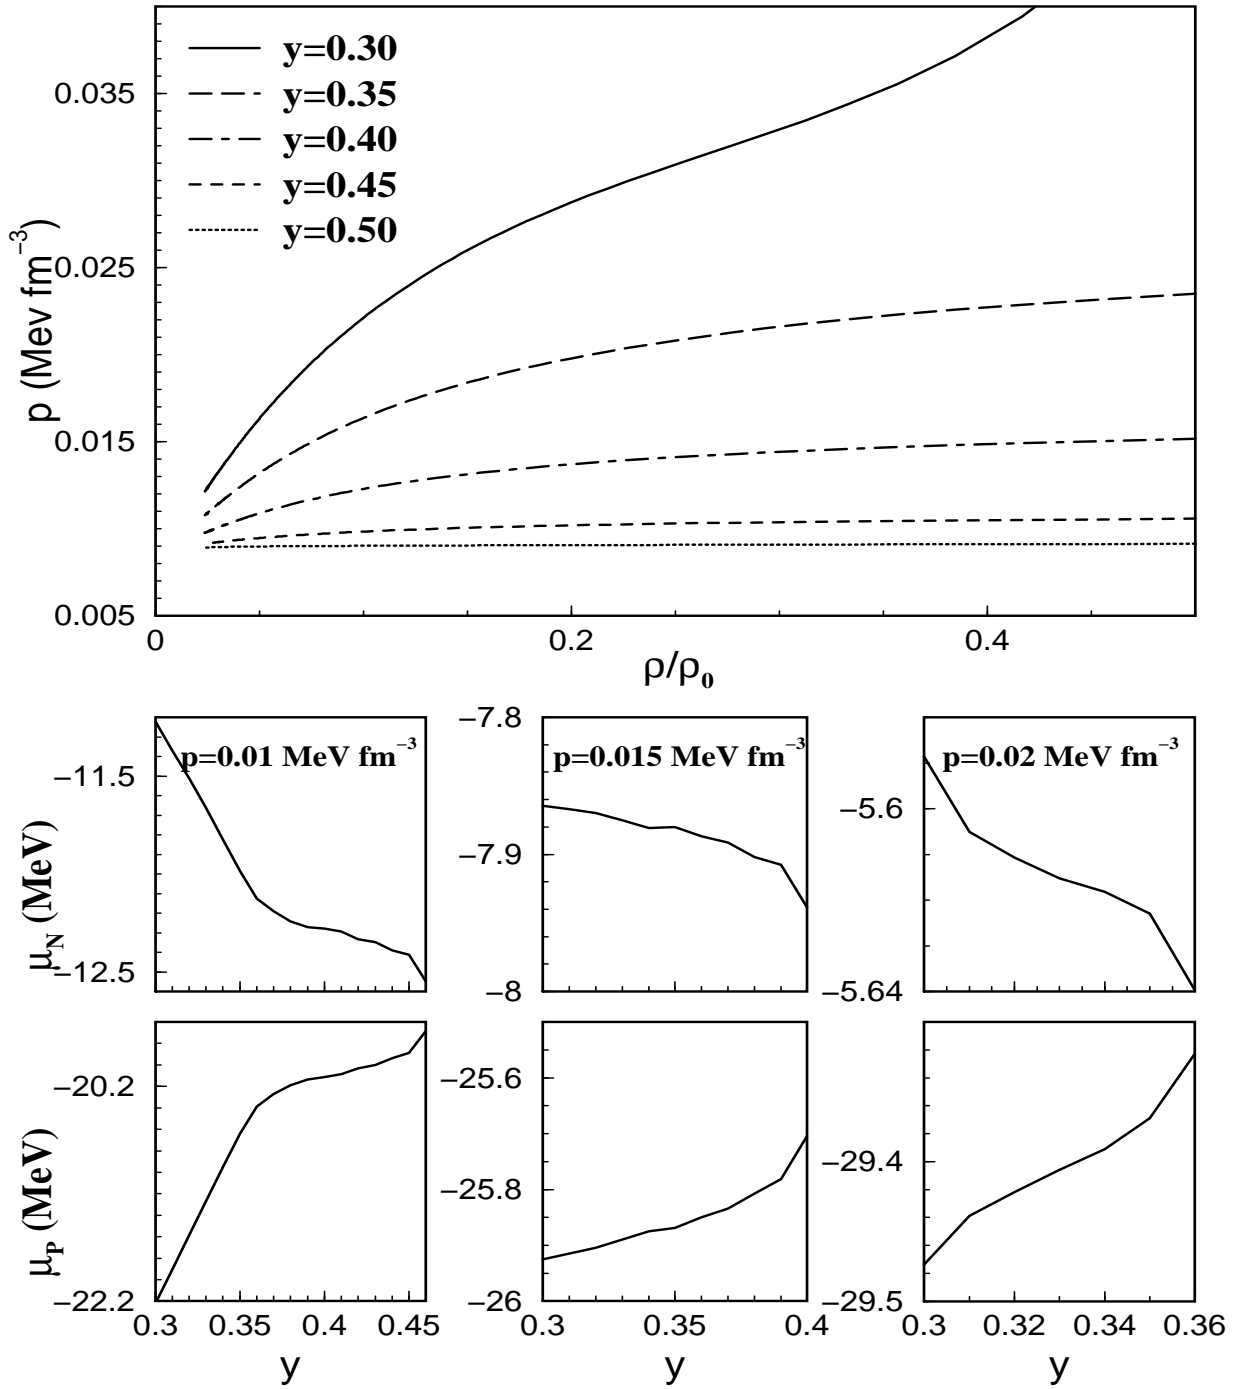 y=0.30
y=0.35
y=0.40
y=0.45
y=0.50
0.035
0.025
0.015
0.005
p (Mev fm⁻³)
0 0.2 0.4
ρ/ρ₀
p=0.01 MeV fm⁻³
−11.5
−12.5
μ_N (MeV)
p=0.015 MeV fm⁻³
−7.8
−7.9
−8
p=0.02 MeV fm⁻³
−5.6
−5.64
−20.2
−22.2
μ_P (MeV)
0.3 0.35 0.4 0.45
y
−25.6
−25.8
−26
0.3 0.4
y
−29.4
−29.5
0.3 0.32 0.34 0.36
y